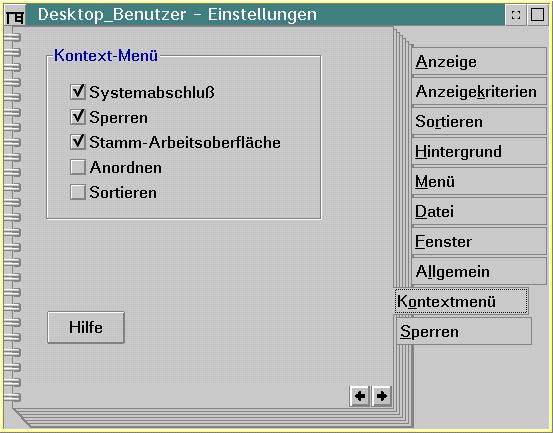 Desktop_Benutzer – Einstellungen
Kontext-Menü
Systemabschluß
Sperren
Stamm-Arbeitsoberfläche
Anordnen
Sortieren
Hilfe
Anzeige
Anzeigekriterien
Sortieren
Hintergrund
Menü
Datei
Fenster
Allgemein
Kontextmenü
Sperren